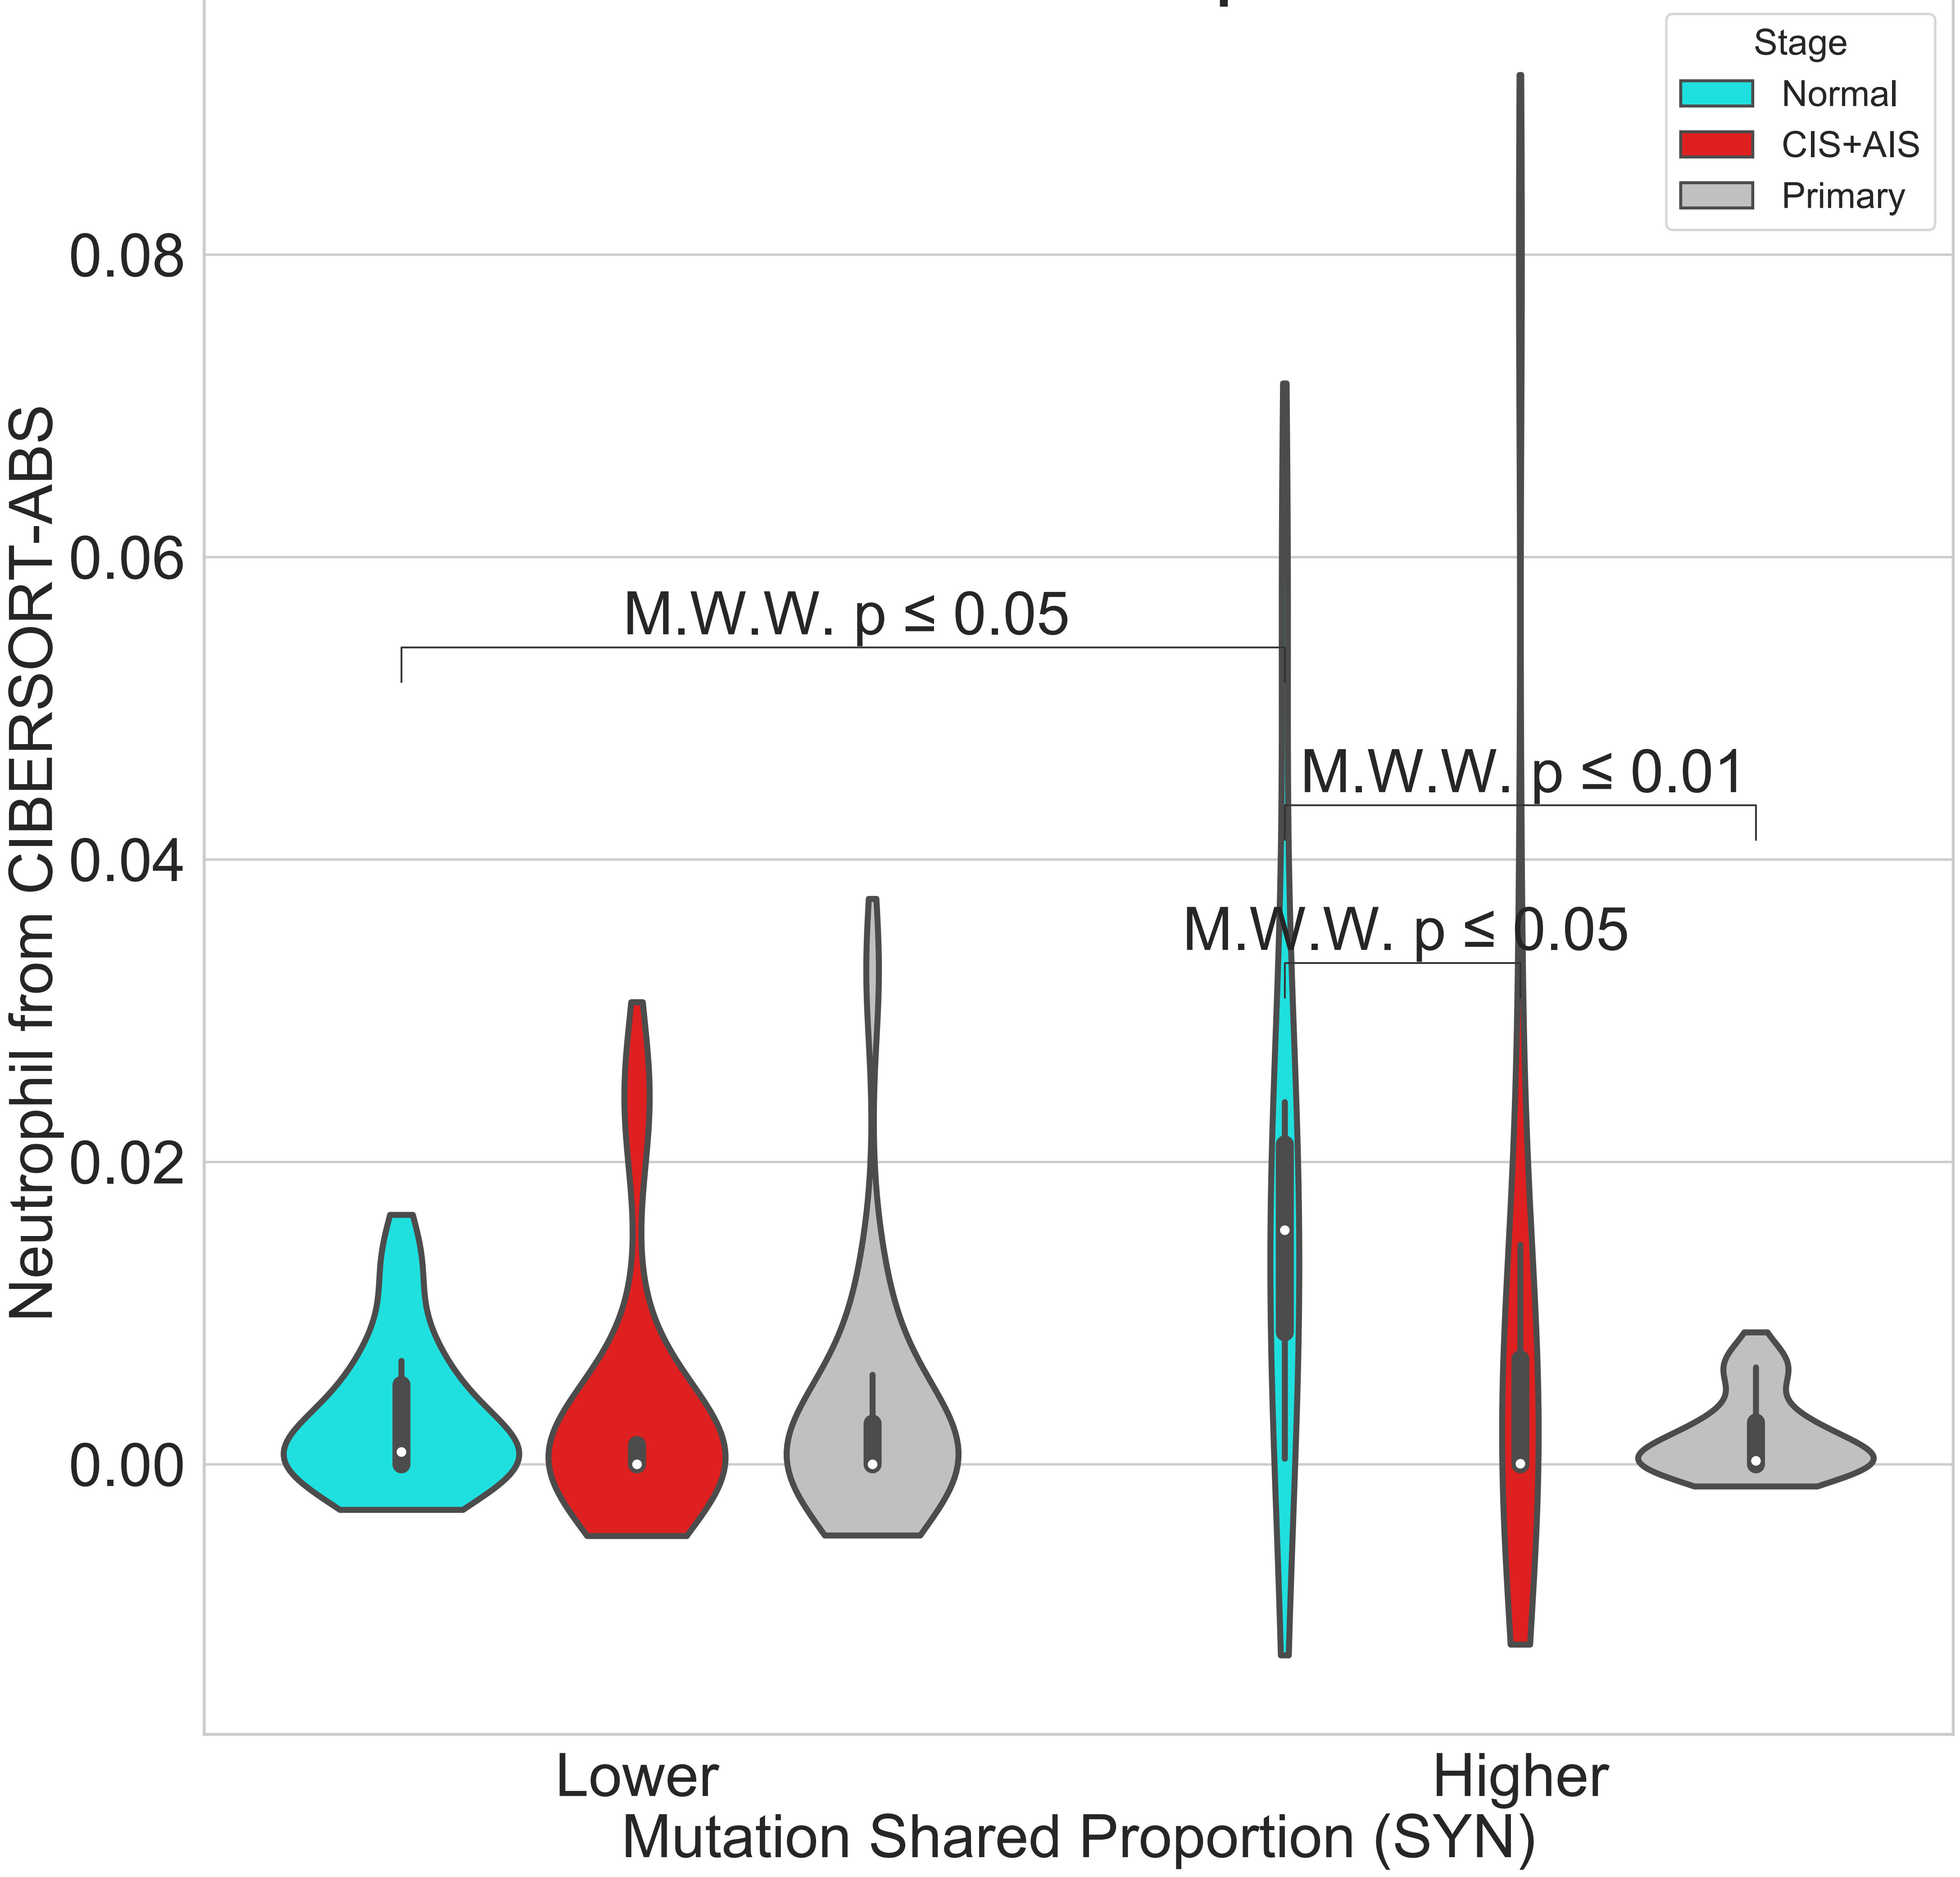 Stage
Normal
CIS+AIS
Primary
0.08
0.06
0.04
0.02
0.00
Neutrophil from CIBERSORT-ABS
M.W.W. p ≤ 0.05
M.W.W. p ≤ 0.01
M.W.W. p ≤ 0.05
Lower
Higher
Mutation Shared Proportion (SYN)